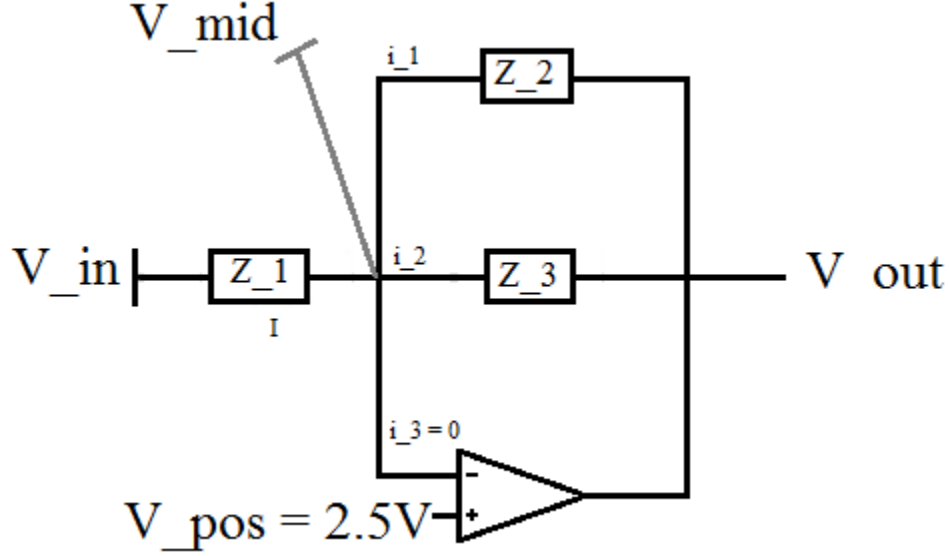 V_mid
i_1
Z_2
V_in
Z_1
i_2
Z_3
V out
I
i_3 = 0
-
+
V_pos = 2.5V